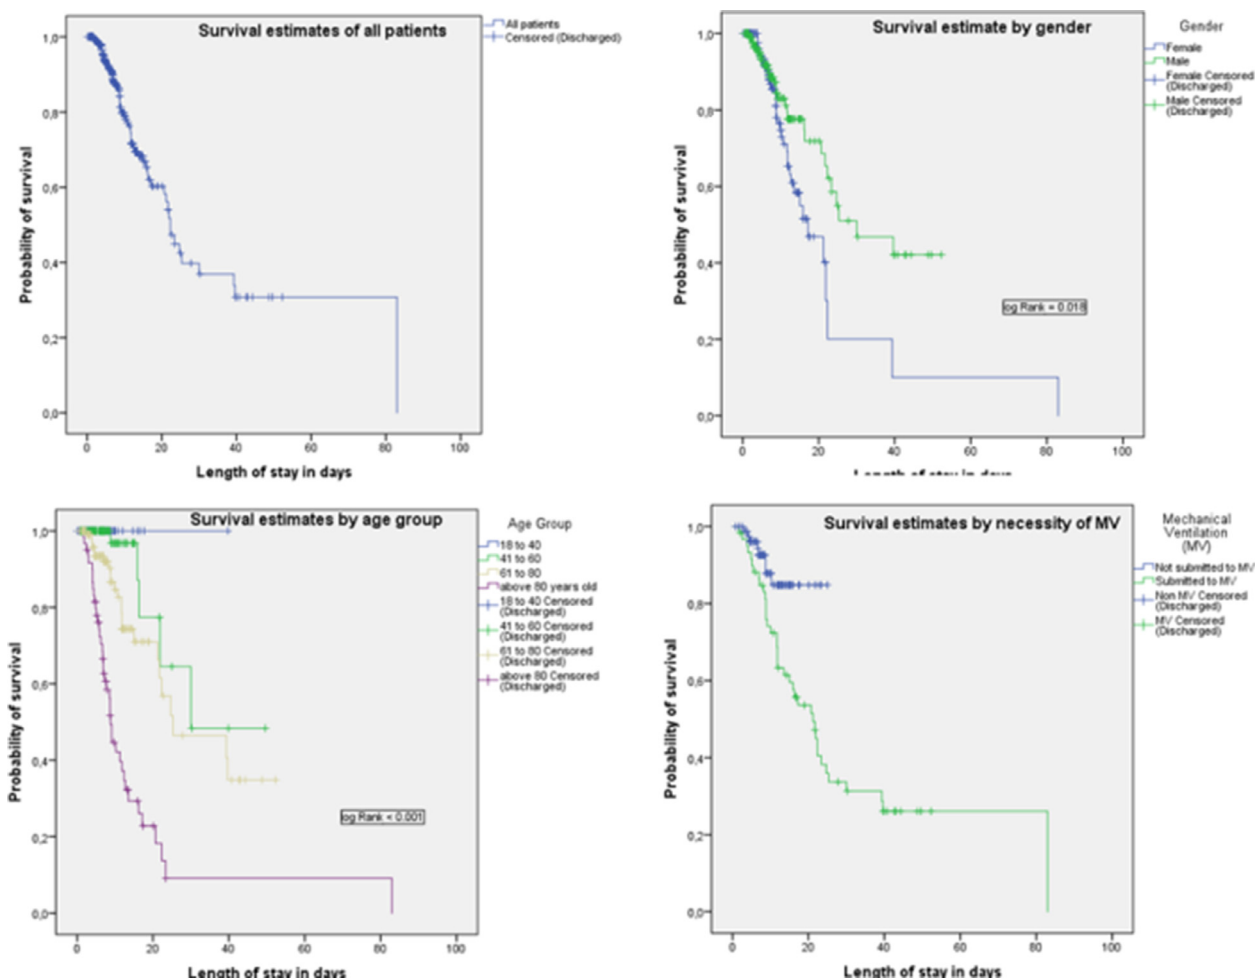 Survival estimates of all patients
All patients
Censored (Discharged)
Probability of survival
1,0
0,8
0,6
0,4
0,2
0,0
0 20 40 60 80 100
Length of stay in days
Survival estimate by gender
Gender
Female
Male
Female Censored
(Discharged)
Male Censored
(Discharged)
Probability of survival
1,0
0,8
0,6
0,4
0,2
0,0
log Rank = 0.018
0 20 40 60 80 100
Length of stay in days
Survival estimates by age group
Age Group
18 to 40
41 to 60
61 to 80
above 80 years old
18 to 40 Censored
(Discharged)
41 to 60 Censored
(Discharged)
61 to 80 Censored
(Discharged)
above 80 Censored
(Discharged)
Probability of survival
1,0
0,8
0,6
0,4
0,2
0,0
log Rank < 0.001
0 20 40 60 80 100
Length of stay in days
Survival estimates by necessity of MV
Mechanical
Ventilation
(MV)
Not submitted to MV
Submitted to MV
Non MV Censored
(Discharged)
MV Censored
(Discharged)
Probability of survival
1,0
0,8
0,6
0,4
0,2
0,0
0 20 40 60 80 100
Length of stay in days